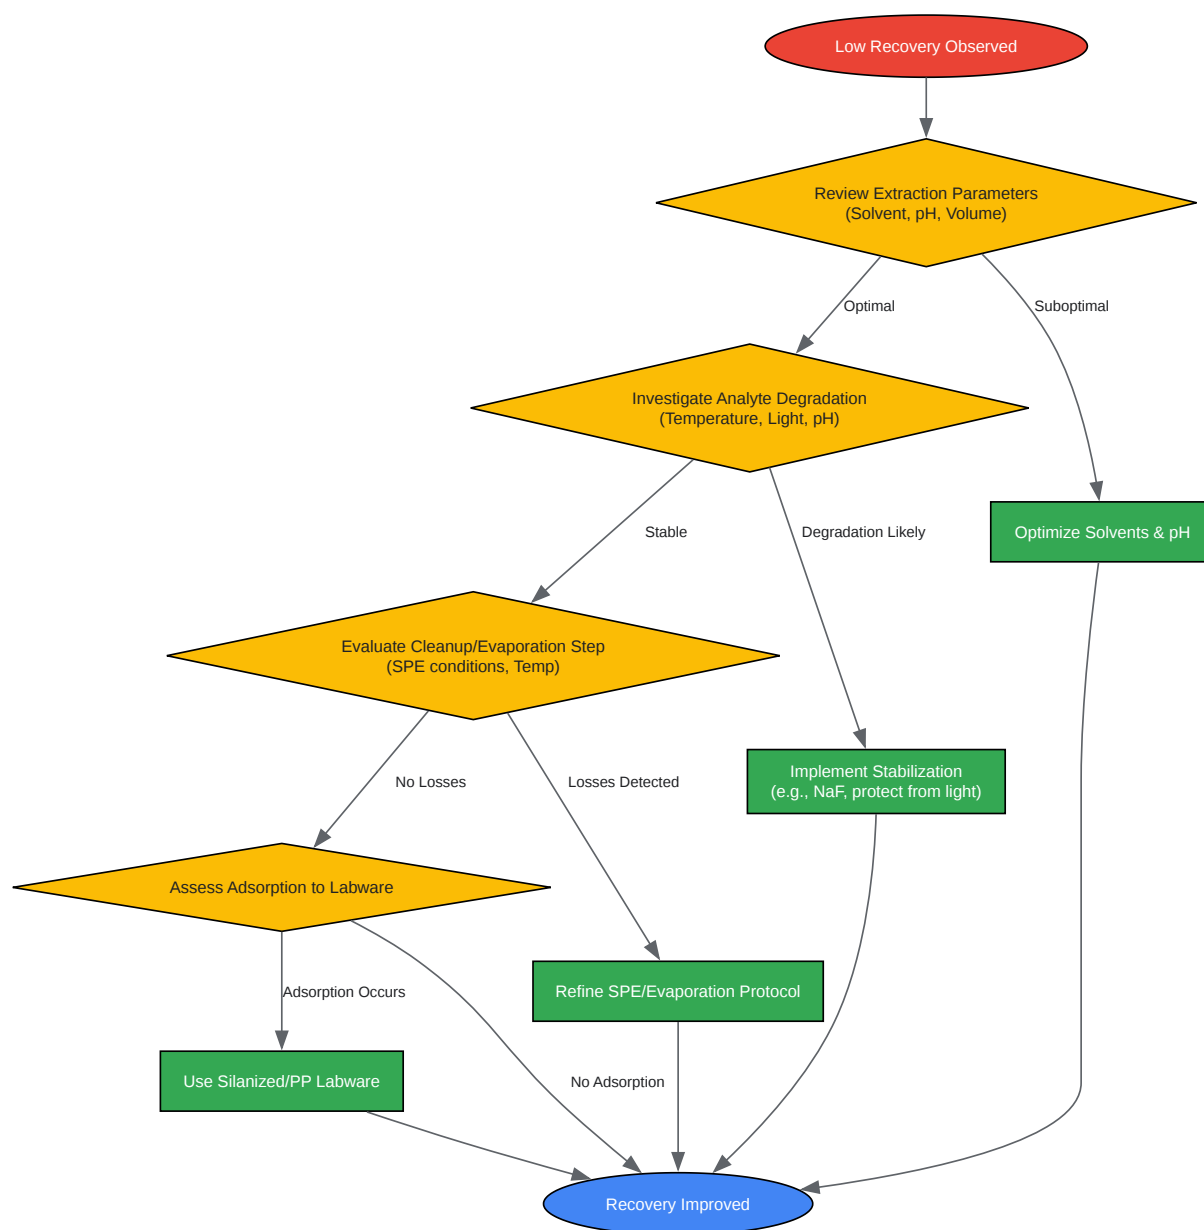 Low Recovery Observed
Review Extraction Parameters
(Solvent, pH, Volume)
Optimal
Suboptimal
Investigate Analyte Degradation
(Temperature, Light, pH)
Stable
Degradation Likely
Optimize Solvents & pH
Evaluate Cleanup/Evaporation Step
(SPE conditions, Temp)
No Losses
Losses Detected
Implement Stabilization
(e.g., NaF, protect from light)
Assess Adsorption to Labware
Adsorption Occurs
Refine SPE/Evaporation Protocol
Use Silanized/PP Labware
No Adsorption
Recovery Improved